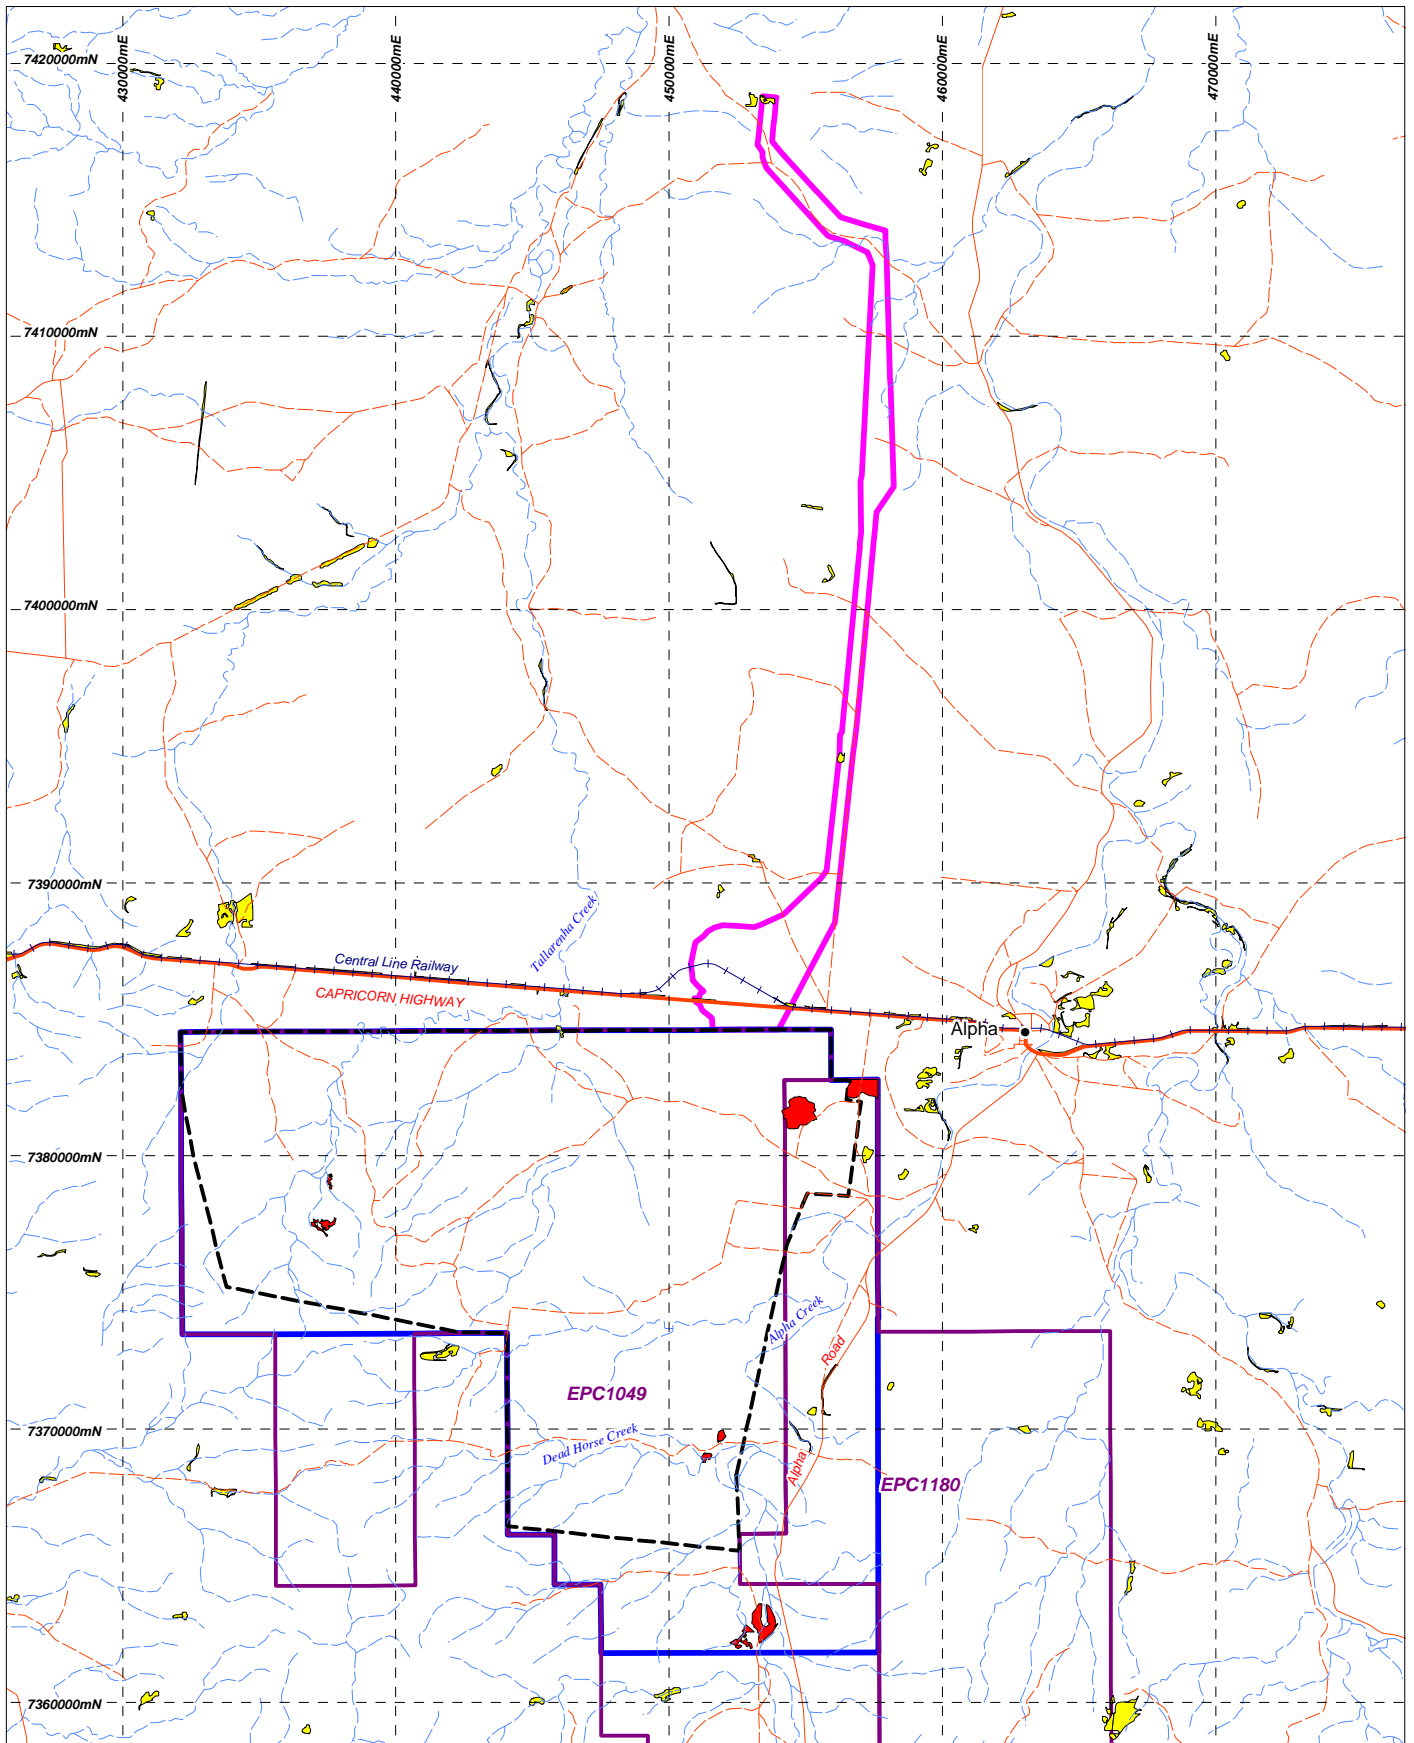 430000mE
440000mE
450000mE
460000mE
470000mE
7420000mN
7410000mN
7400000mN
7390000mN
Tallarenha Creek
Central Line Railway
CAPRICORN HIGHWAY
Alpha
7380000mN
Alpha Creek
Road
EPC1049
7370000mN
Dead Horse Creek
Alpha
EPC1180
7360000mN